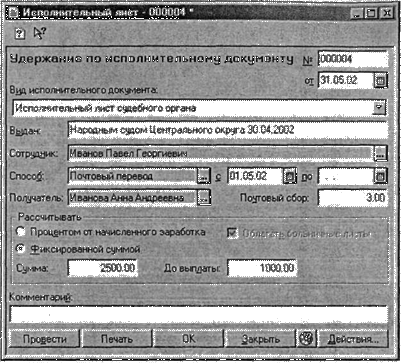 Исполнительный лист - 000004 *
Удержание по исполнительному документу № 000004
от 31.05.02
Вид исполнительного документа:
Исполнительный лист судебного органа
Выдан: Народным судом Центрального округа 30.04.2002
Сотрудник: Иванов Павел Георгиевич ...
Способ: Почтовый перевод ... с 01.05.02 до . .
Получатель: Иванова Анна Андреевна ... Почтовый сбор: 3.00
Рассчитывать
Процентом от начисленного заработка Облагать больничные листы
Фиксированной суммой
Сумма: 2500.00 До выплаты: 1000.00
Комментарий:
Провести Печать OK Закрыть Действия...